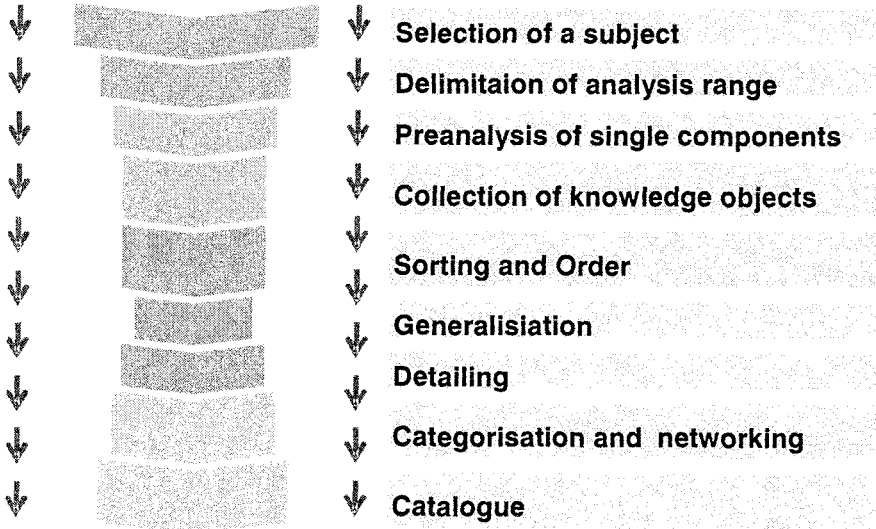 Selection of a subject
Delimitaion of analysis range
Preanalysis of single components
Collection of knowledge objects
Sorting and Order
Generalisiation
Detailing
Categorisation and networking
Catalogue